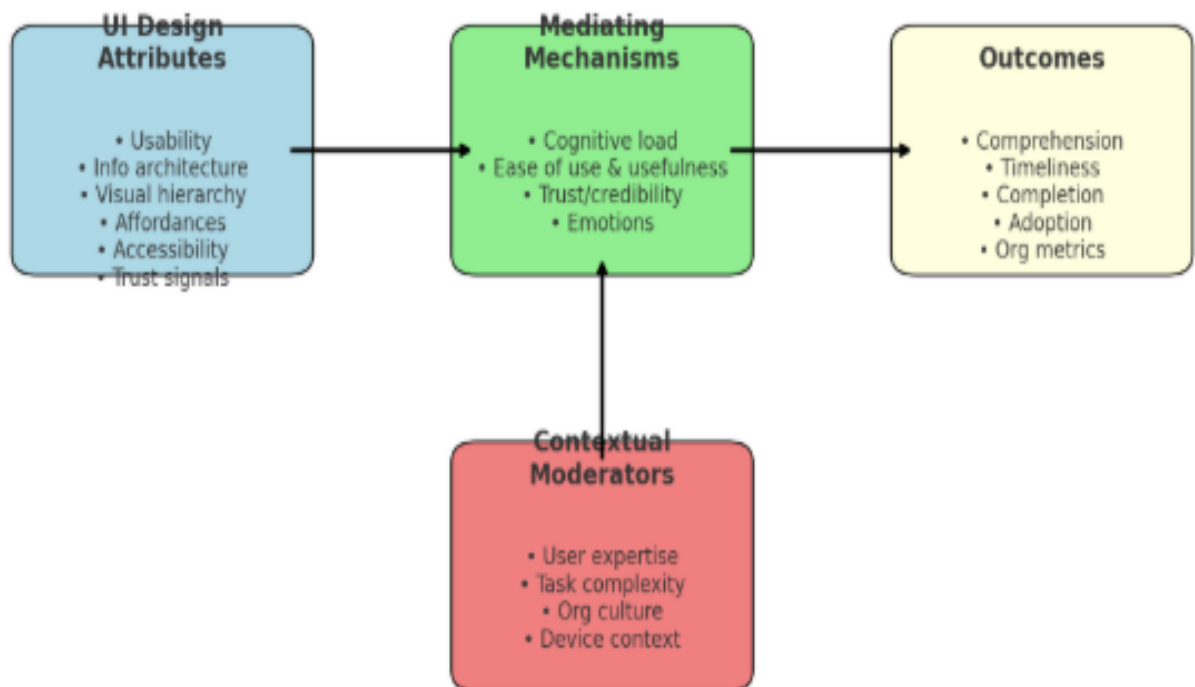 UI Design
Attributes
• Usability
• Info architecture
• Visual hierarchy
• Affordances
• Accessibility
• Trust signals
Mediating
Mechanisms
• Cognitive load
• Ease of use & usefulness
• Trust/credibility
• Emotions
Outcomes
• Comprehension
• Timeliness
• Completion
• Adoption
• Org metrics
Contextual
Moderators
• User expertise
• Task complexity
• Org culture
• Device context